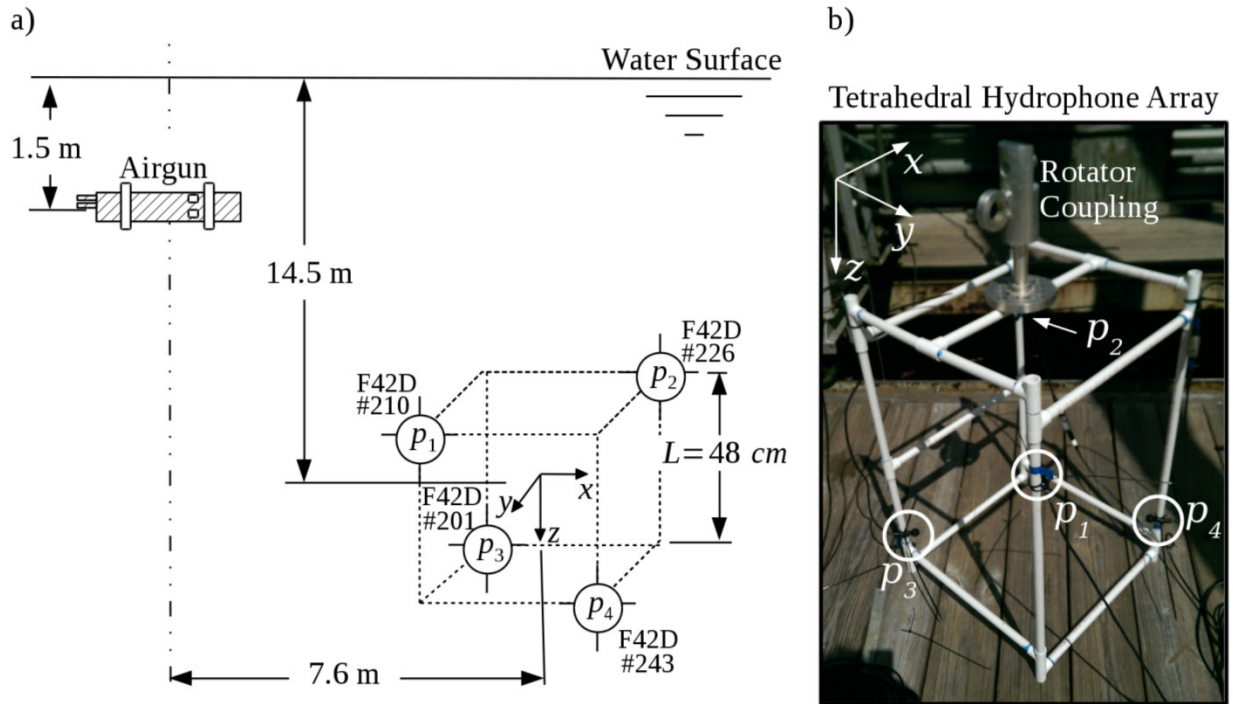 a)
Water Surface
1.5 m
Airgun
14.5 m
F42D
#226
p2
F42D
#210
p1
L= 48 cm
F42D
#201
x
y
z
p3
p4
F42D
#243
7.6 m
b)
Tetrahedral Hydrophone Array
x
y
z
Rotator
Coupling
p2
p1
p4
p3